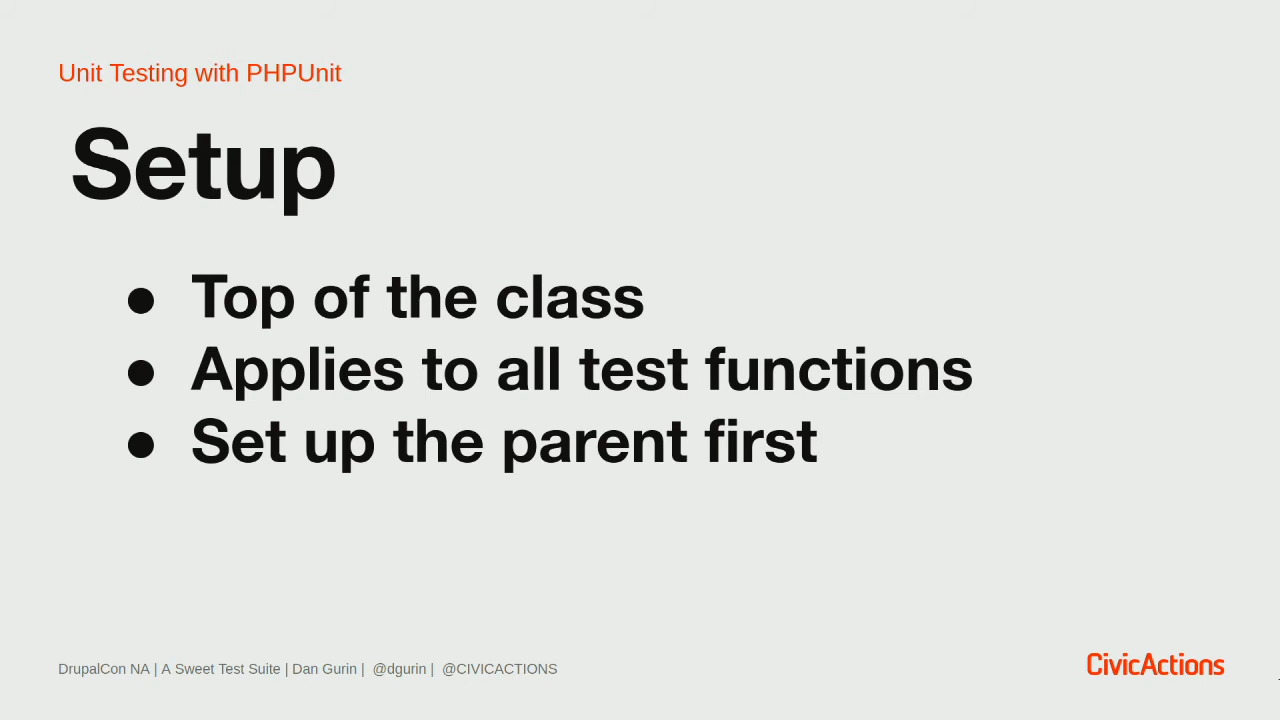 Unit Testing with PHPUnit
Setup
● Top of the class
● Applies to all test functions
● Set up the parent first
DrupalCon NA | A Sweet Test Suite | Dan Gurin | @dgurin | @CIVICACTIONS
CivicActions